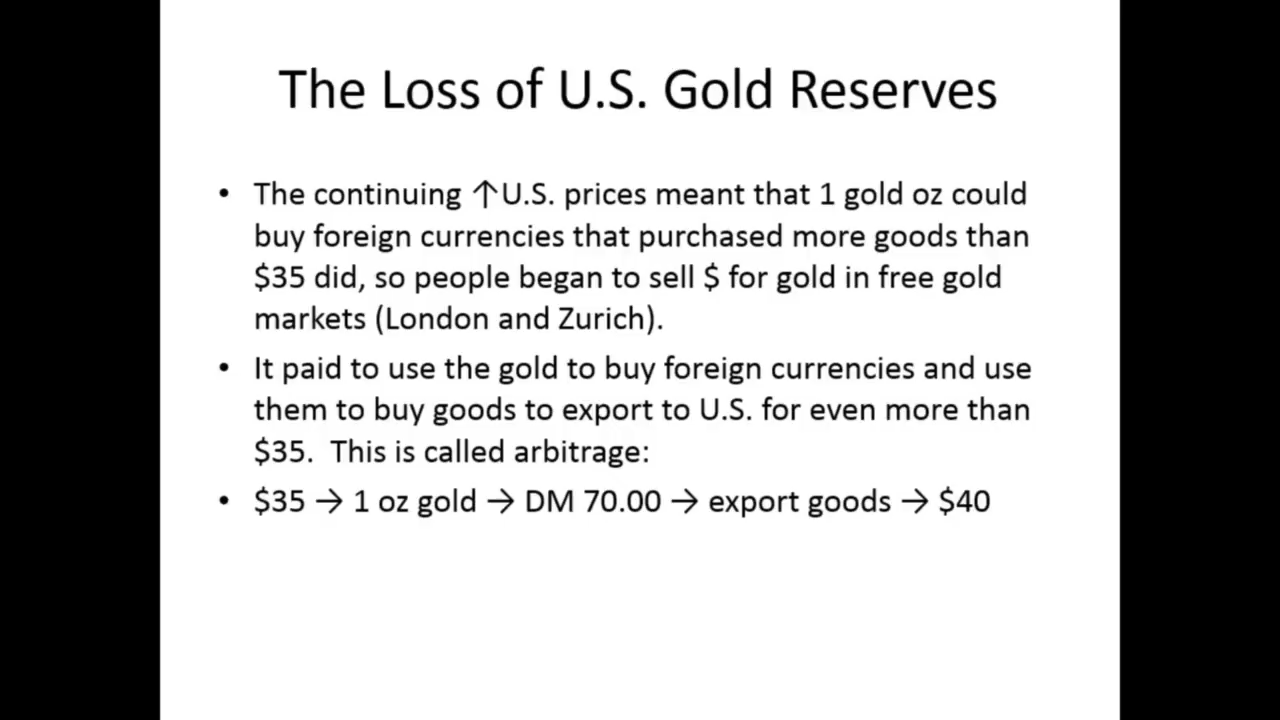 The Loss of U.S. Gold Reserves
• The continuing ↑U.S. prices meant that 1 gold oz could
buy foreign currencies that purchased more goods than
$35 did, so people began to sell $ for gold in free gold
markets (London and Zurich).
• It paid to use the gold to buy foreign currencies and use
them to buy goods to export to U.S. for even more than
$35.  This is called arbitrage:
• $35 → 1 oz gold → DM 70.00 → export goods → $40